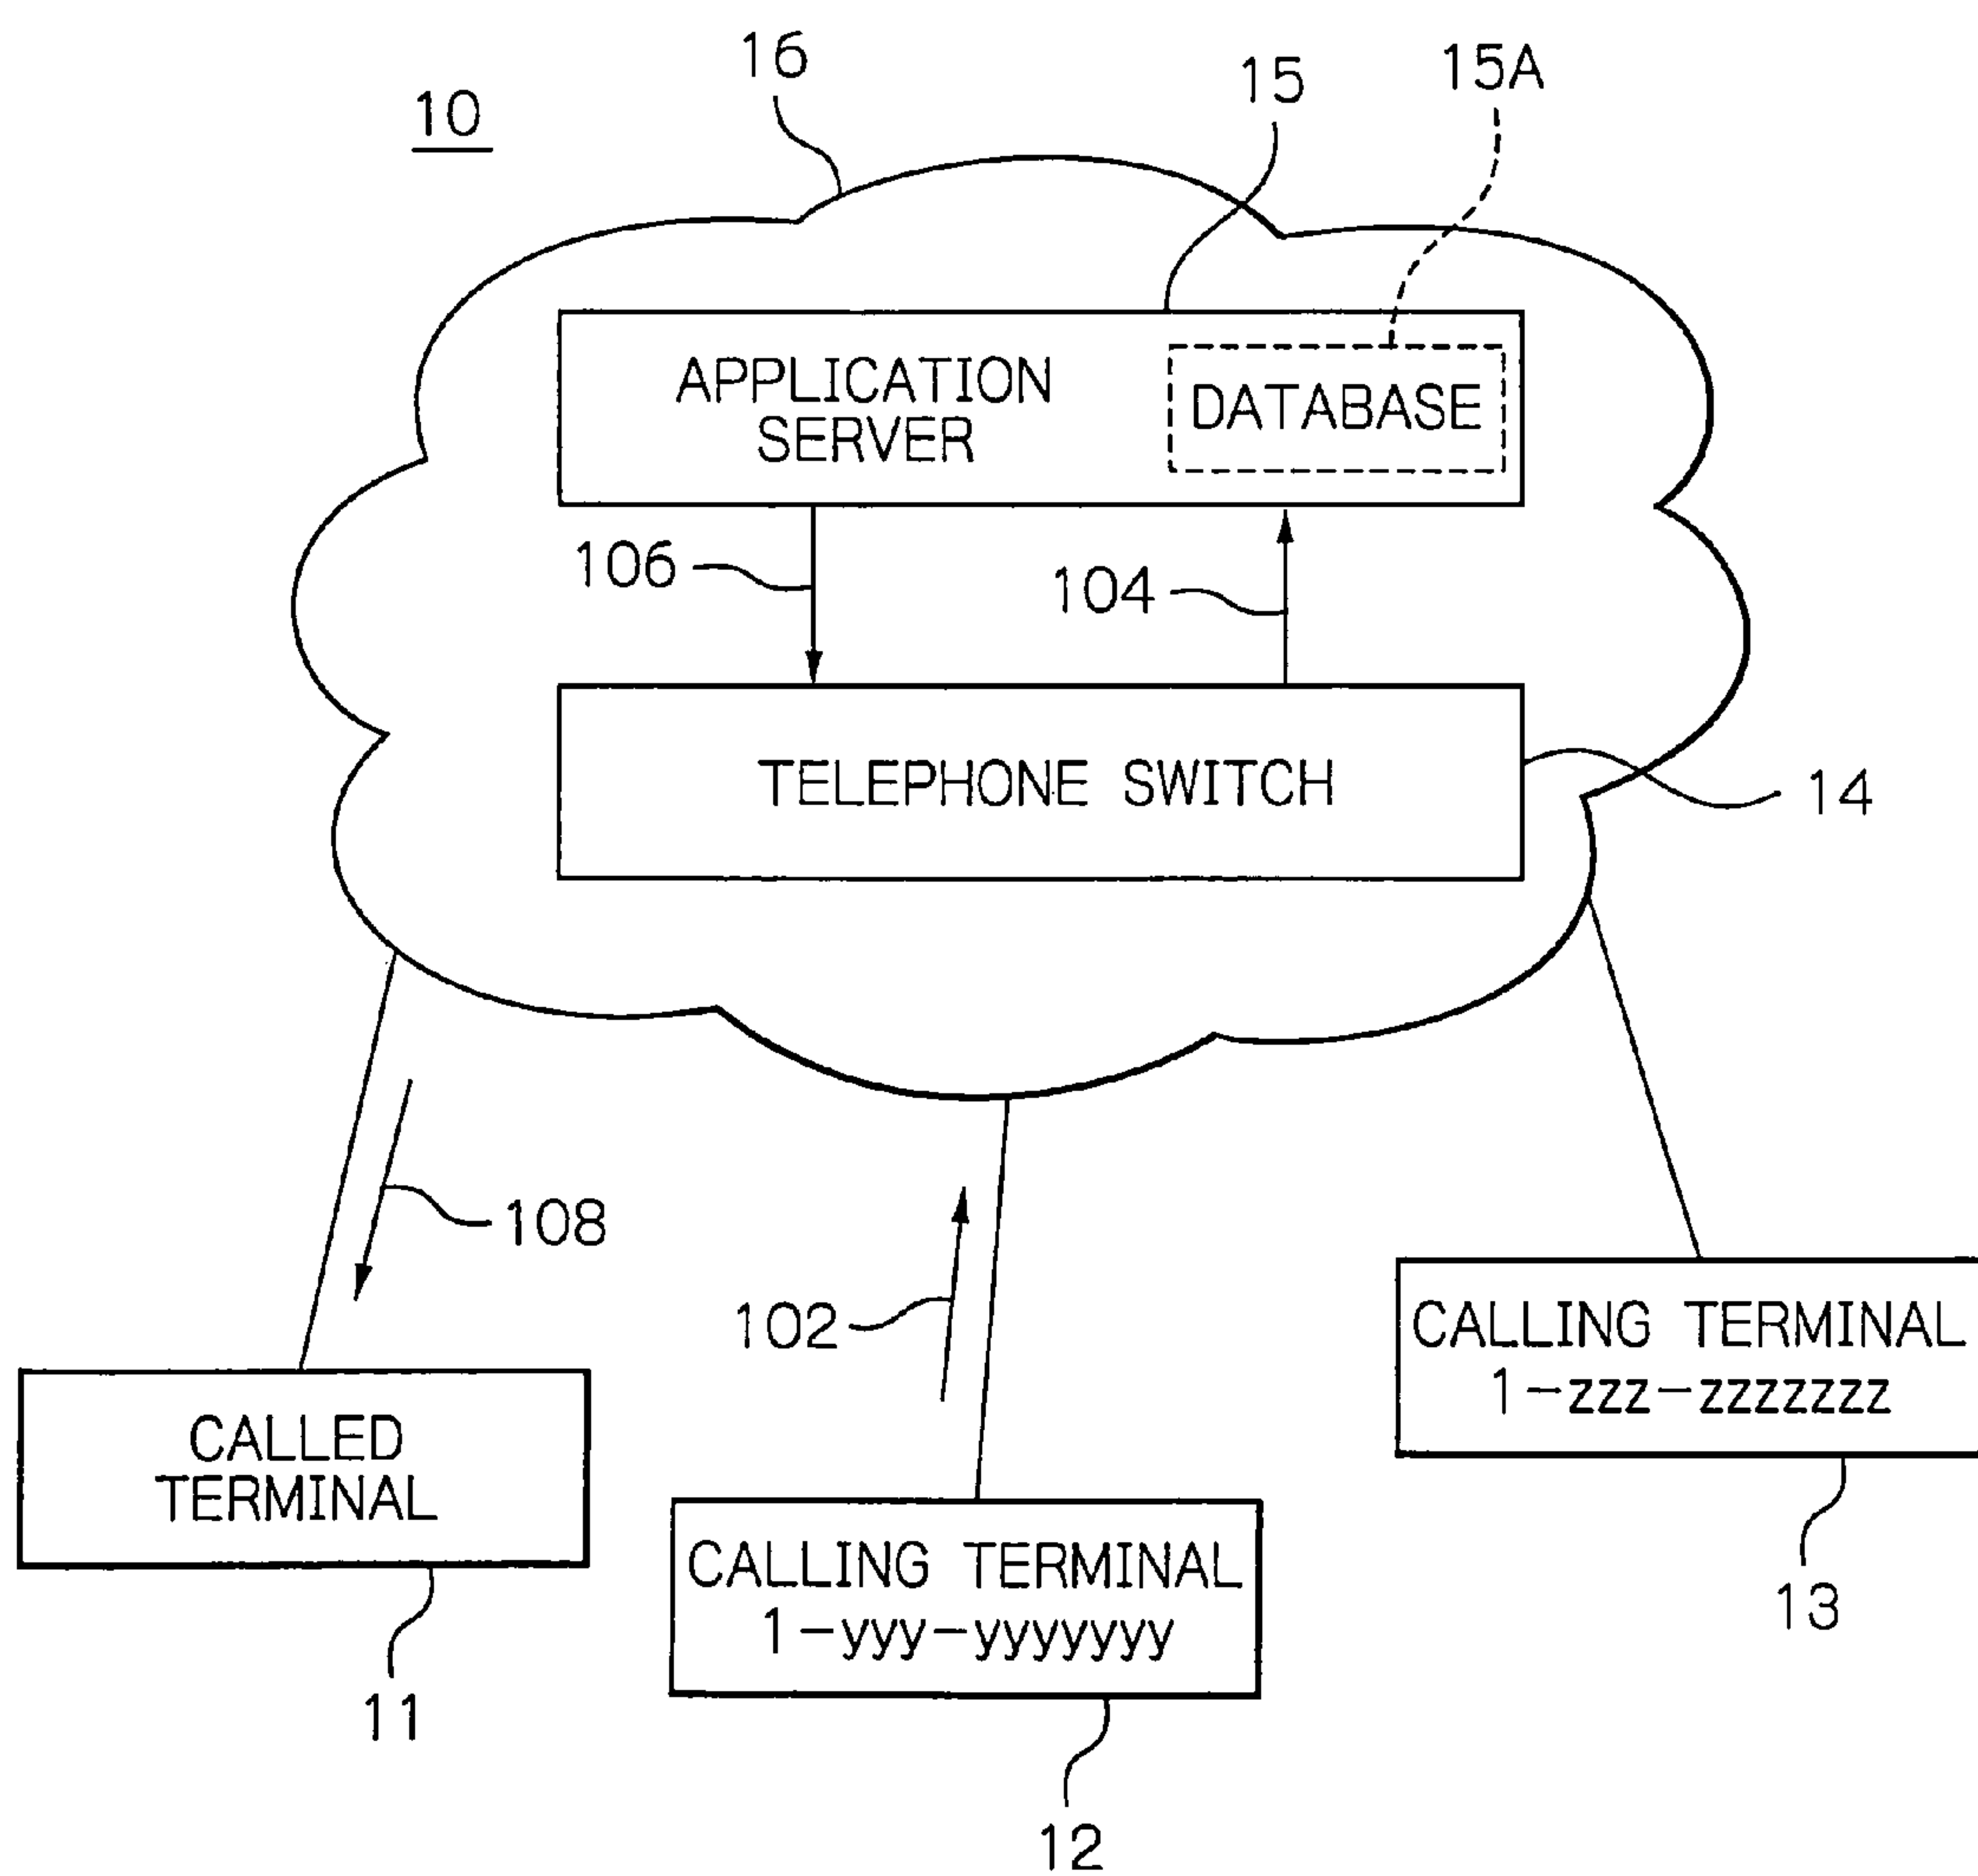 16
15
15A
10
APPLICATION
SERVER
DATABASE
106
104
TELEPHONE SWITCH
14
108
102
CALLING TERMINAL
1-zzz-zzzzzzz
CALLED
TERMINAL
CALLING TERMINAL
1-yyy-yyyyyyy
13
11
12